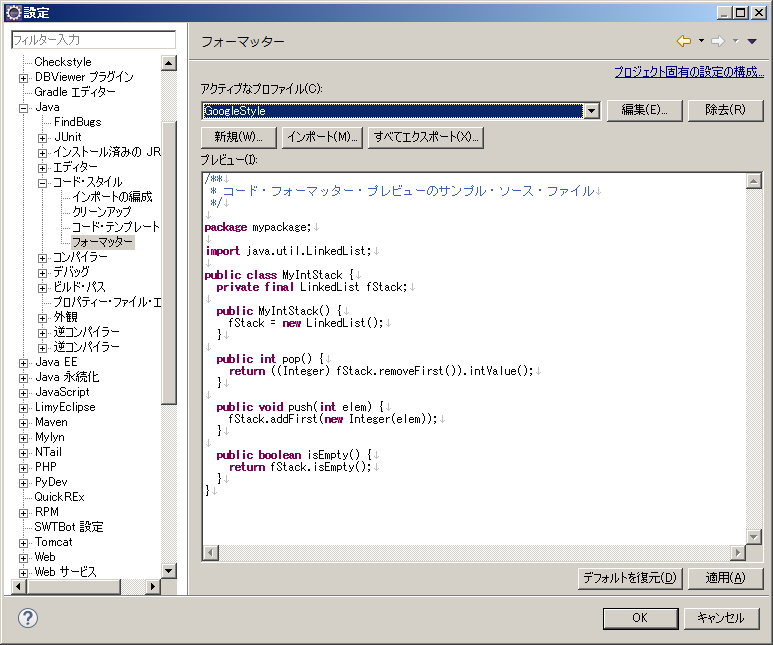 設定
フィルター入力
Checkstyle
DBViewer プラグイン
Gradle エディター
Java
FindBugs
JUnit
インストール済みの JR
エディター
コード・スタイル
インポートの編成
クリーンアップ
コード・テンプレート
フォーマッター
コンパイラー
デバッグ
ビルド・パス
プロパティー・ファイル・エ
外観
逆コンパイラー
逆コンパイラー
Java EE
Java 永続化
JavaScript
LimyEclipse
Maven
Mylyn
NTail
PHP
PyDev
QuickREx
RPM
SWTBot 設定
Tomcat
Web
Web サービス
フォーマッター
プロジェクト固有の設定の構成...
アクティブなプロファイル(C):
GoogleStyle
編集(E)...
除去(R)
新規(W)...
インポート(M)...
すべてエクスポート(X)...
プレビュー(I):
/**↓
 * コード・フォーマッター・プレビューのサンプル・ソース・ファイル↓
 */↓
↓
package mypackage;↓
↓
import java.util.LinkedList;↓
↓
public class MyIntStack {↓
  private final LinkedList fStack;↓
↓
  public MyIntStack() {↓
    fStack = new LinkedList();↓
  }↓
↓
  public int pop() {↓
    return ((Integer) fStack.removeFirst()).intValue();↓
  }↓
↓
  public void push(int elem) {↓
    fStack.addFirst(new Integer(elem));↓
  }↓
↓
  public boolean isEmpty() {↓
    return fStack.isEmpty();↓
  }↓
}↓
デフォルトを復元(D)
適用(A)
?
OK
キャンセル